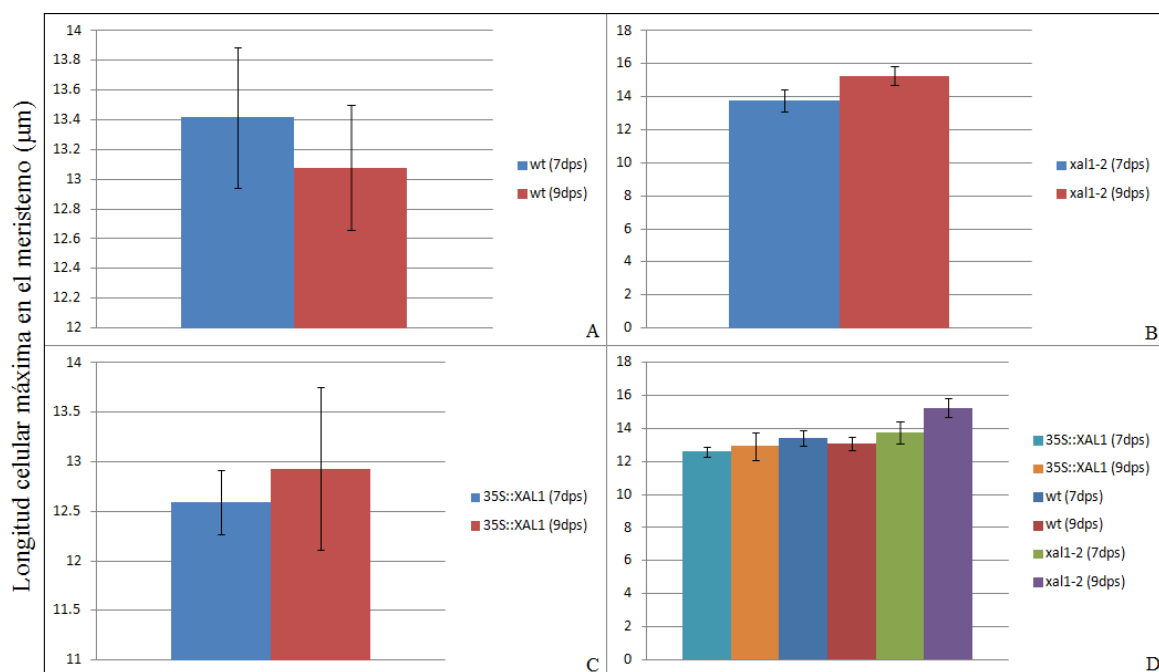 Longitud celular máxima en el meristemo (μm)
14
13.8
13.6
13.4
13.2
13
12.8
12.6
12.4
12.2
12
wt (7dps)
wt (9dps)
A
18
16
14
12
10
8
6
4
2
0
xal1-2 (7dps)
xal1-2 (9dps)
B
14
13.5
13
12.5
12
11.5
11
35S::XAL1 (7dps)
35S::XAL1 (9dps)
C
18
16
14
12
10
8
6
4
2
0
35S::XAL1 (7dps)
35S::XAL1 (9dps)
wt (7dps)
wt (9dps)
xal1-2 (7dps)
xal1-2 (9dps)
D